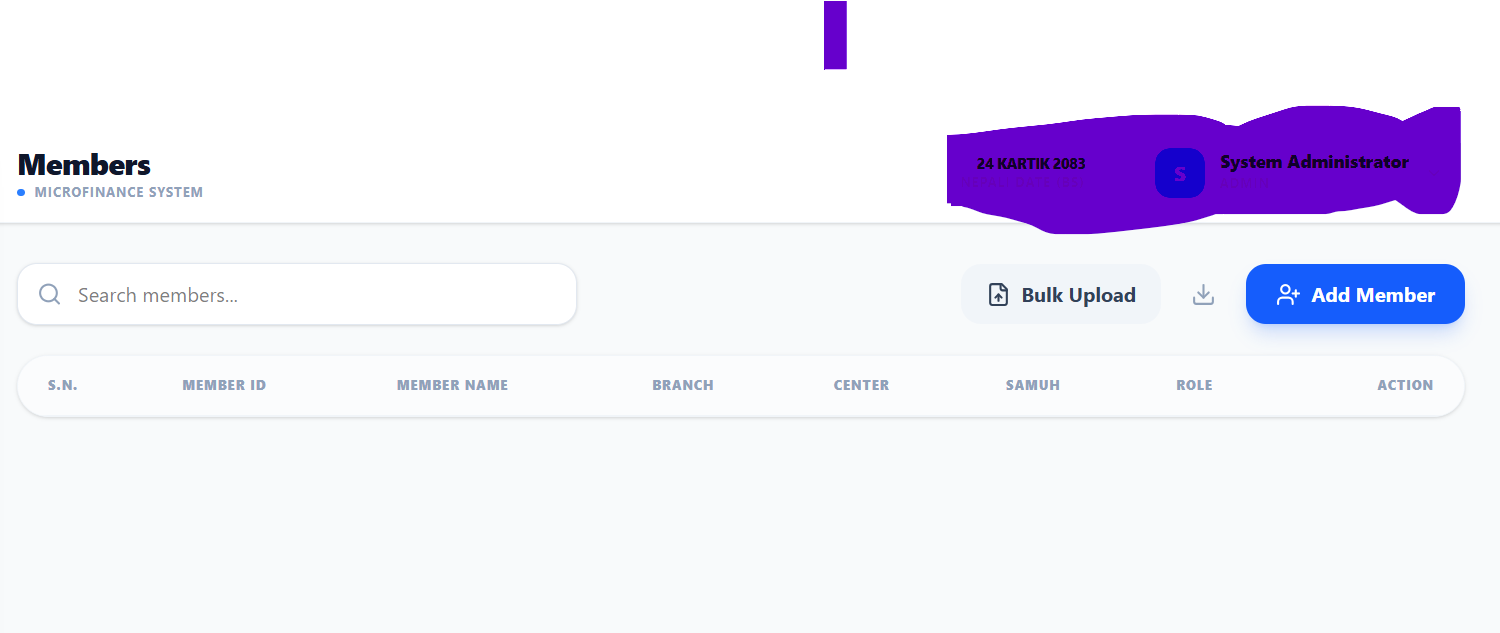 Members
MICROFINANCE SYSTEM
24 KARTIK 2083
S
System Administrator
Search members...
Bulk Upload
Add Member
S.N. MEMBER ID MEMBER NAME BRANCH CENTER SAMUH ROLE ACTION